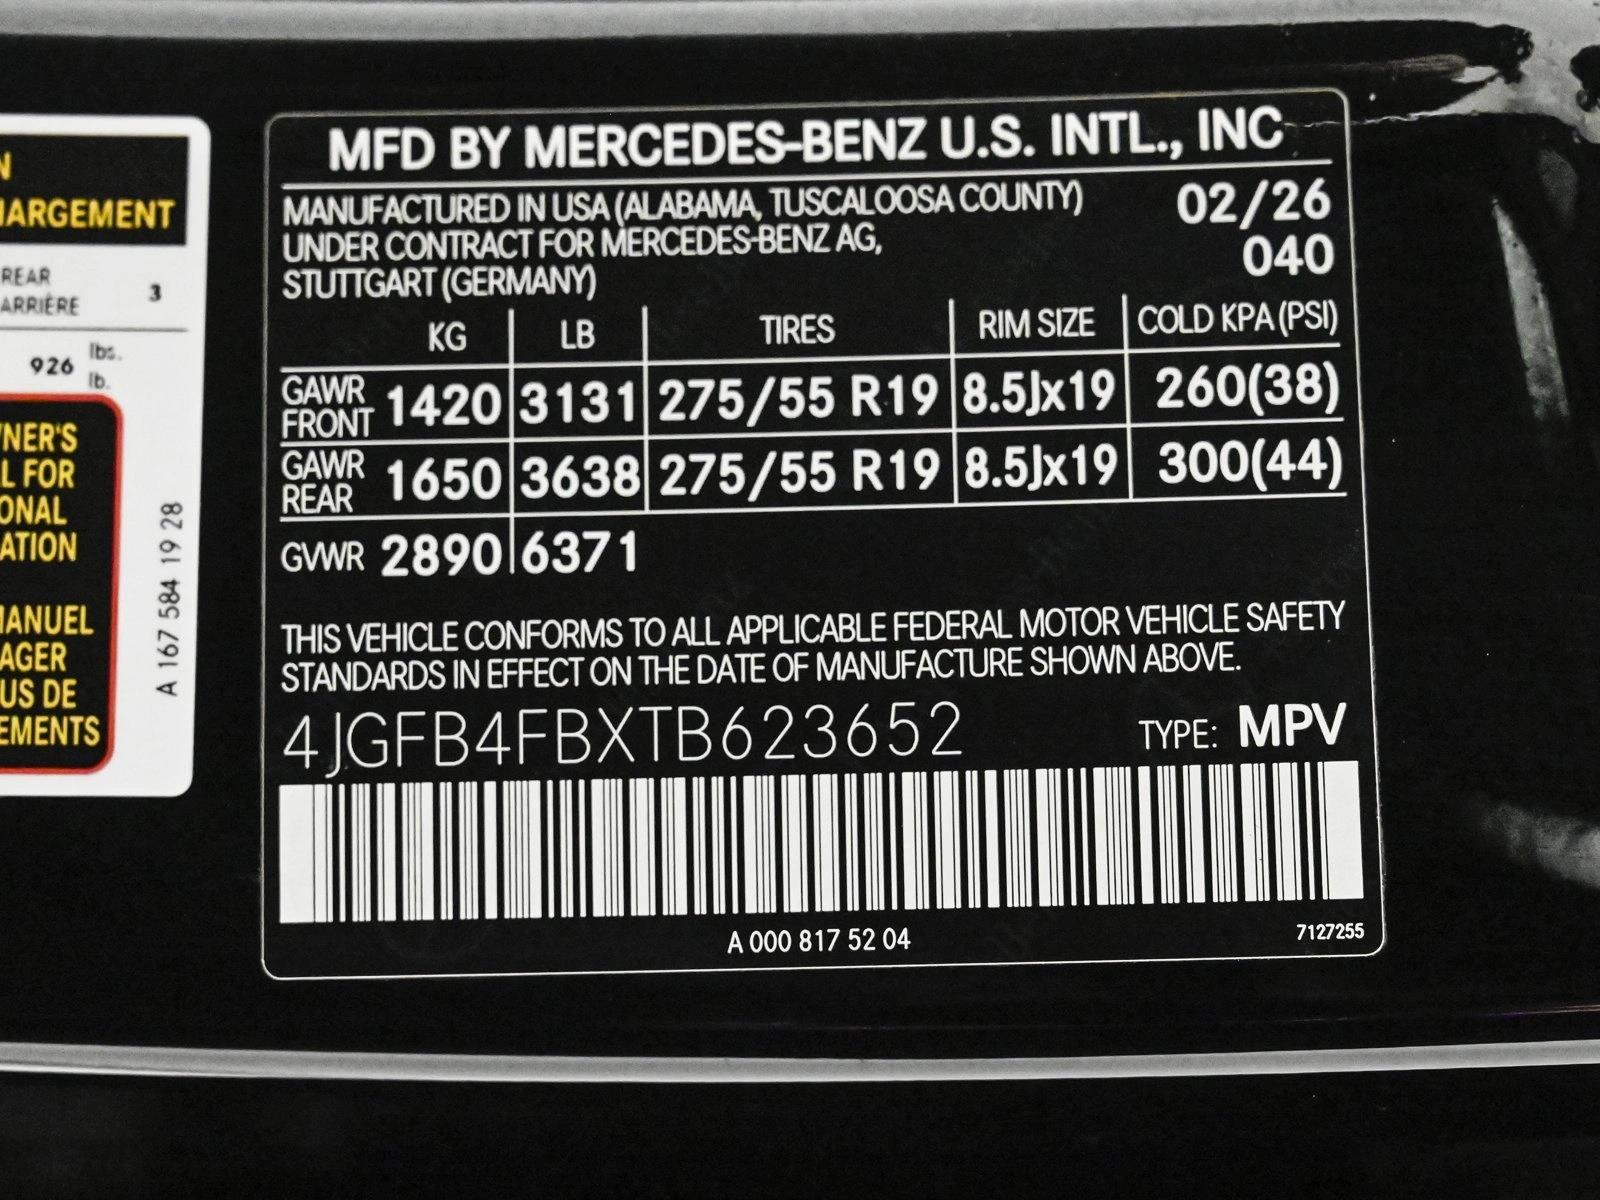 N
HARGEMENT
REAR
ARRIÈRE 3
926 lbs.
lb.
NER'S
L FOR
ONAL
ATION
MANUEL
AGER
US DE
EMENTS
A 167 584 19 28
MFD BY MERCEDES-BENZ U.S. INTL., INC
MANUFACTURED IN USA (ALABAMA, TUSCALOOSA COUNTY) 02/26
UNDER CONTRACT FOR MERCEDES-BENZ AG, 040
STUTTGART (GERMANY)
KG LB TIRES RIM SIZE COLD KPA (PSI)
GAWR FRONT 1420 3131 275/55 R19 8.5Jx19 260(38)
GAWR REAR 1650 3638 275/55 R19 8.5Jx19 300(44)
GVWR 2890 6371
THIS VEHICLE CONFORMS TO ALL APPLICABLE FEDERAL MOTOR VEHICLE SAFETY
STANDARDS IN EFFECT ON THE DATE OF MANUFACTURE SHOWN ABOVE.
4JGFB4FBXTB623652 TYPE: MPV
A 000 817 52 04 7127255